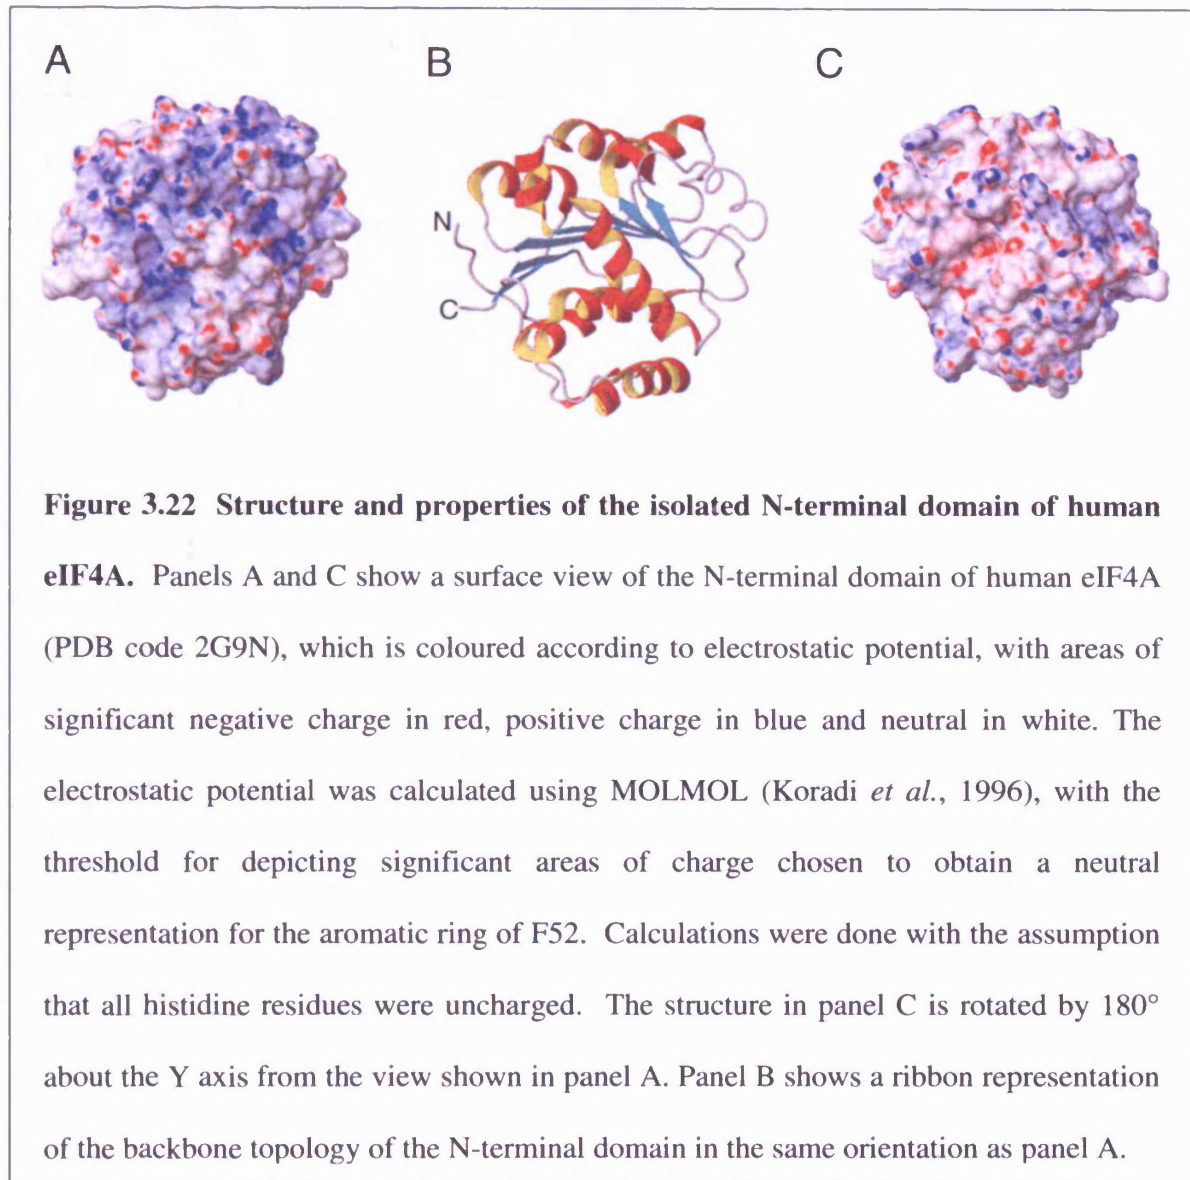 A B C
N
C
Figure 3.22 Structure and properties of the isolated N-terminal domain of human
eIF4A. Panels A and C show a surface view of the N-terminal domain of human eIF4A
(PDB code 2G9N), which is coloured according to electrostatic potential, with areas of
significant negative charge in red, positive charge in blue and neutral in white. The
electrostatic potential was calculated using MOLMOL (Koradi et al., 1996), with the
threshold for depicting significant areas of charge chosen to obtain a neutral
representation for the aromatic ring of F52. Calculations were done with the assumption
that all histidine residues were uncharged. The structure in panel C is rotated by 180°
about the Y axis from the view shown in panel A. Panel B shows a ribbon representation
of the backbone topology of the N-terminal domain in the same orientation as panel A.